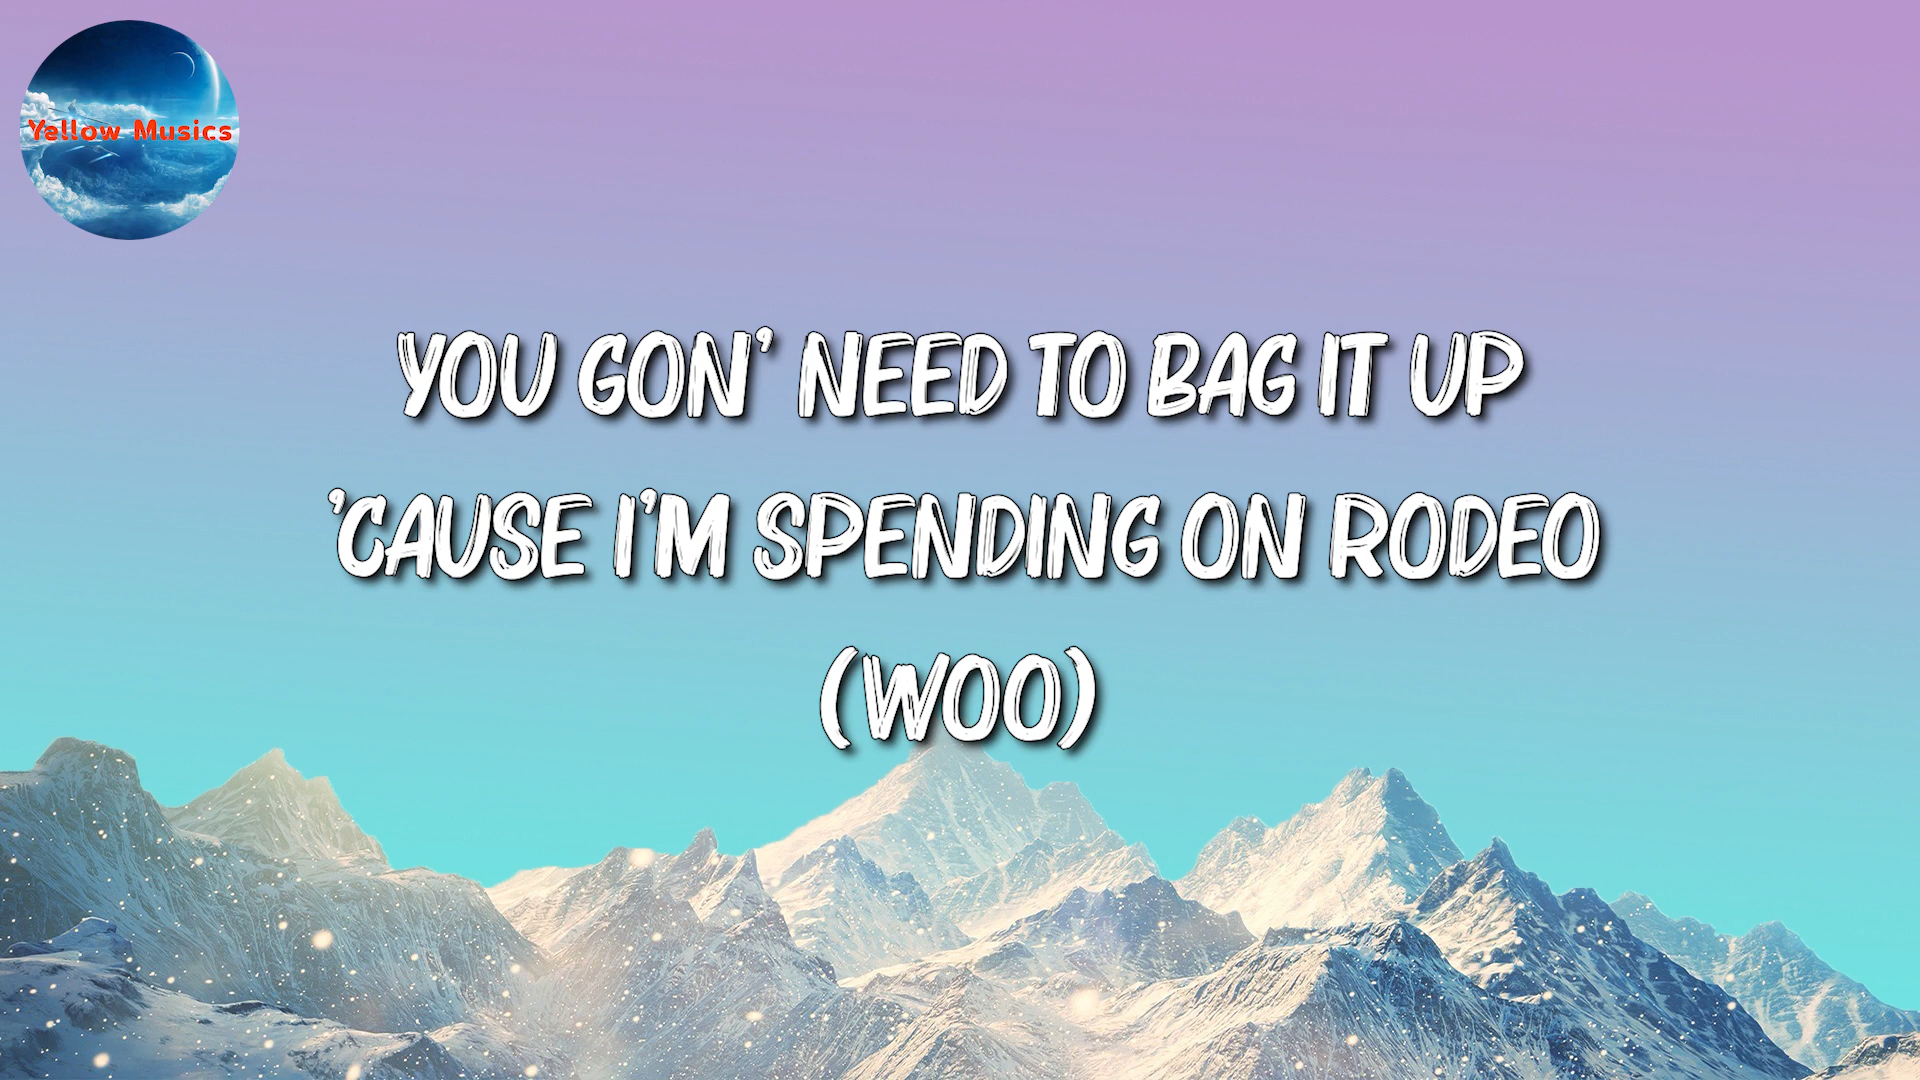 Yellow Musics
YOU GON' NEED TO BAG IT UP
'CAUSE I'M SPENDING ON RODEO
(WOO)